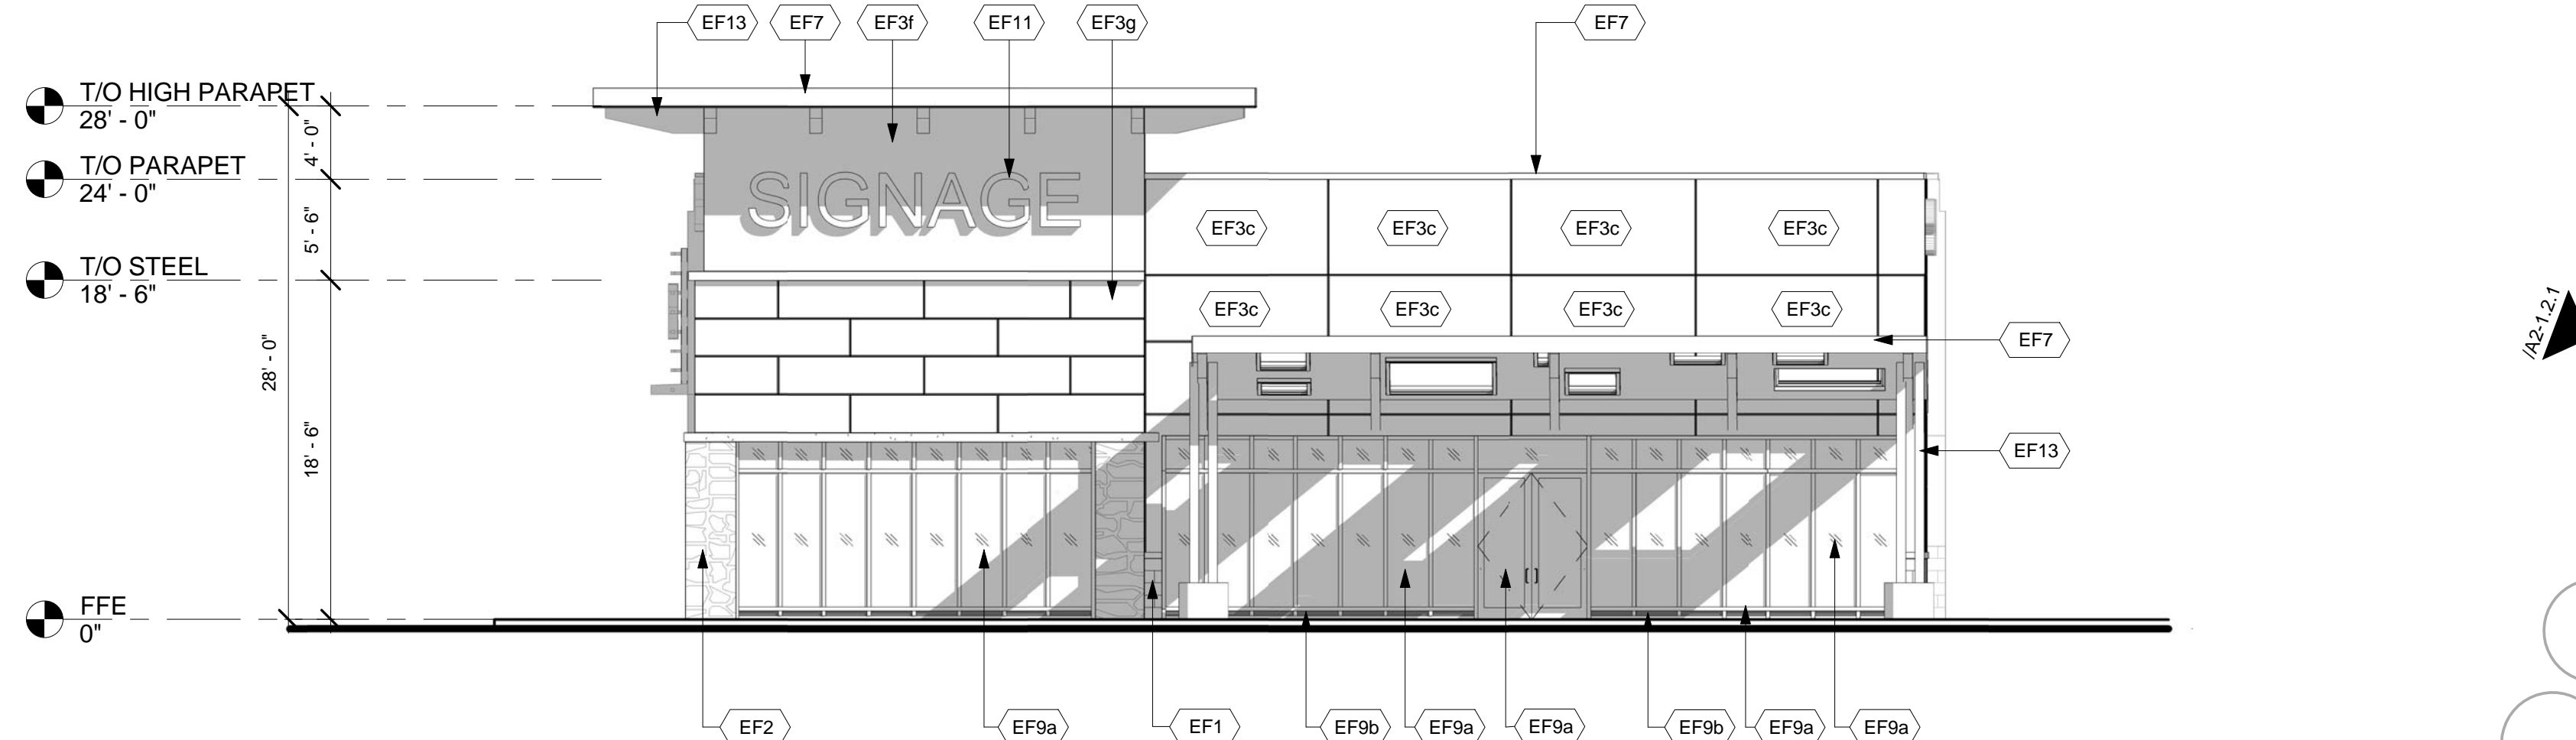 EF13 EF7 EF3f EF11 EF3g EF7
T/O HIGH PARAPET
28' - 0"
4' - 0"
T/O PARAPET
24' - 0"
5' - 6"
SIGNAGE
EF3c EF3c EF3c EF3c
T/O STEEL
18' - 6"
EF3c EF3c EF3c EF3c
/A2-1.2.1
EF7
28' - 0"
18' - 6"
EF13
FFE
0"
EF2 EF9a EF1 EF9b EF9a EF9a EF9b EF9a EF9a